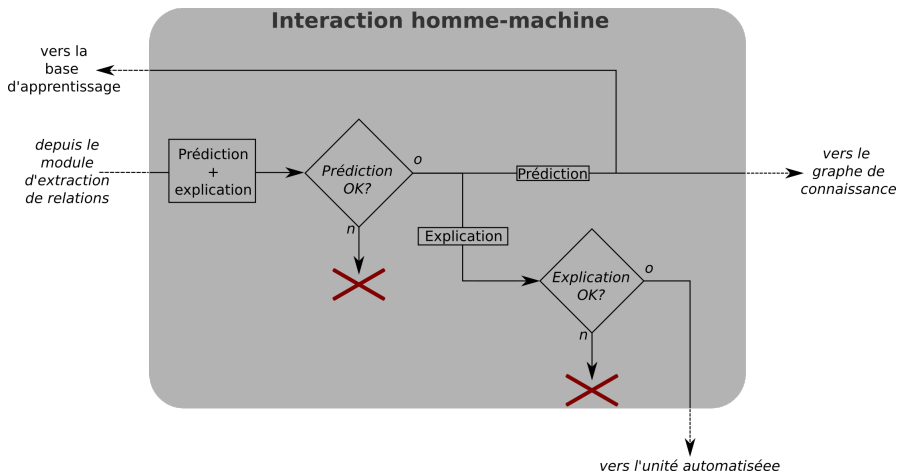 Interaction homme-machine
vers la
base
d'apprentissage
depuis le
module
d'extraction
de relations
Prédiction
+
explication
Prédiction
OK?
o
n
Prédiction
vers le
graphe de
connaissance
Explication
Explication
OK?
o
n
vers l'unité automatiséee